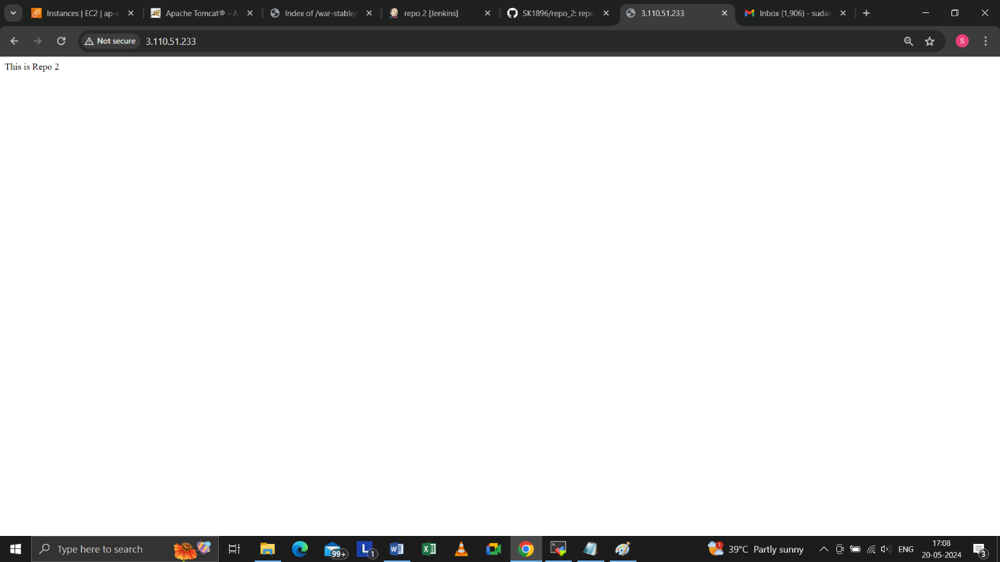 Instances | EC2 | ap-s
Apache Tomcat® - A
Index of /war-stable/
repo 2 [Jenkins]
SK1896/repo_2: repo
3.110.51.233
Inbox (1,906) - sudar
Not secure
3.110.51.233
S
This is Repo 2
Type here to search
99+
L
1
1
39°C Partly sunny
ENG
17:08
20-05-2024
3